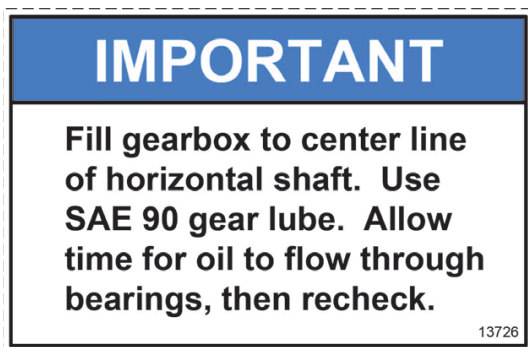 IMPORTANT
Fill gearbox to center line
of horizontal shaft.  Use
SAE 90 gear lube.  Allow
time for oil to flow through
bearings, then recheck.
13726